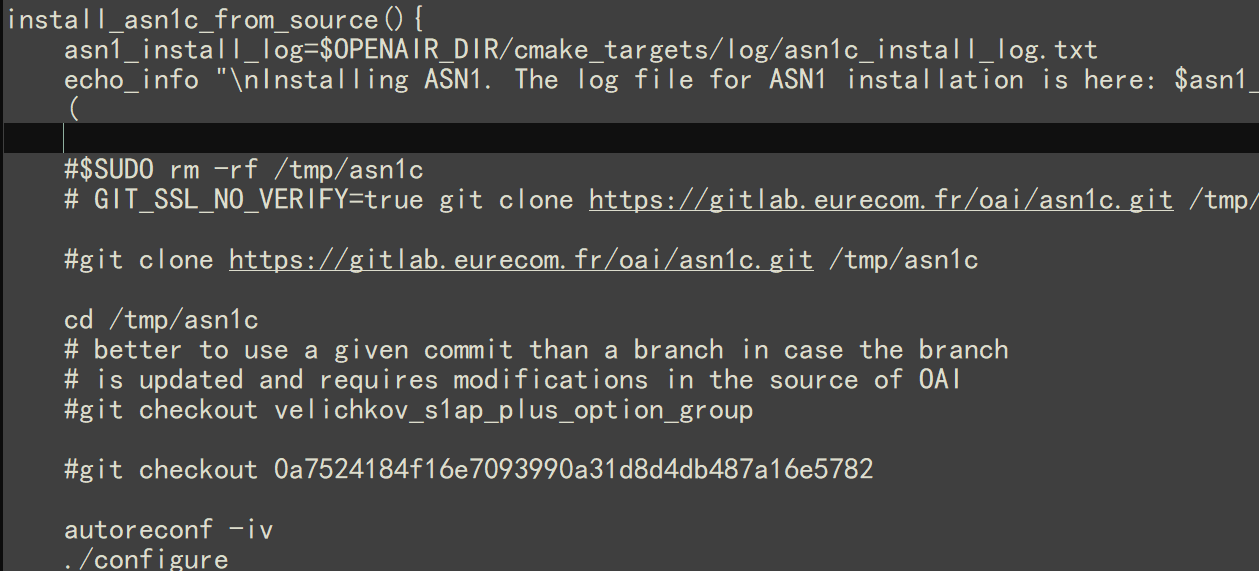 install_asn1c_from_source(){
asn1_install_log=$OPENAIR_DIR/cmake_targets/log/asn1c_install_log.txt
echo_info "\nInstalling ASN1. The log file for ASN1 installation is here: $asn1_
(
#$SUDO rm -rf /tmp/asn1c
# GIT_SSL_NO_VERIFY=true git clone https://gitlab.eurecom.fr/oai/asn1c.git /tmp/
#git clone https://gitlab.eurecom.fr/oai/asn1c.git /tmp/asn1c
cd /tmp/asn1c
# better to use a given commit than a branch in case the branch
# is updated and requires modifications in the source of OAI
#git checkout velichkov_s1ap_plus_option_group
#git checkout 0a7524184f16e7093990a31d8d4db487a16e5782
autoreconf -iv
./configure